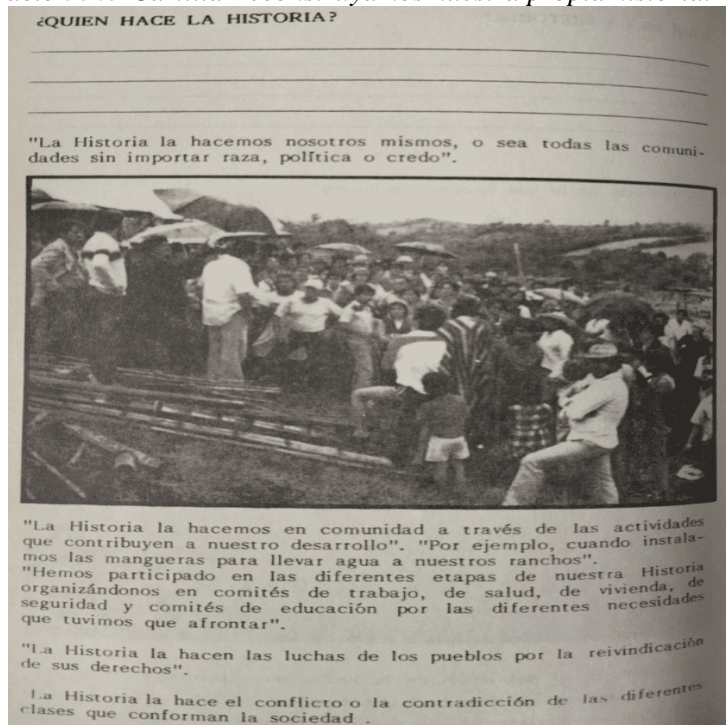 ¿QUIEN HACE LA HISTORIA?
"La Historia la hacemos nosotros mismos, o sea todas las comuni-
dades sin importar raza, política o credo".
"La Historia la hacemos en comunidad a través de las actividades
que contribuyen a nuestro desarrollo". "Por ejemplo, cuando instala-
mos las mangueras para llevar agua a nuestros ranchos".
"Hemos participado en las diferentes etapas de nuestra Historia
organizándonos en comités de trabajo, de salud, de vivienda, de
seguridad y comités de educación por las diferentes necesidades
que tuvimos que afrontar".
"La Historia la hacen las luchas de los pueblos por la reivindicación
de sus derechos".
La Historia la hace el conflicto o la contradicción de las diferentes
clases que conforman la sociedad .